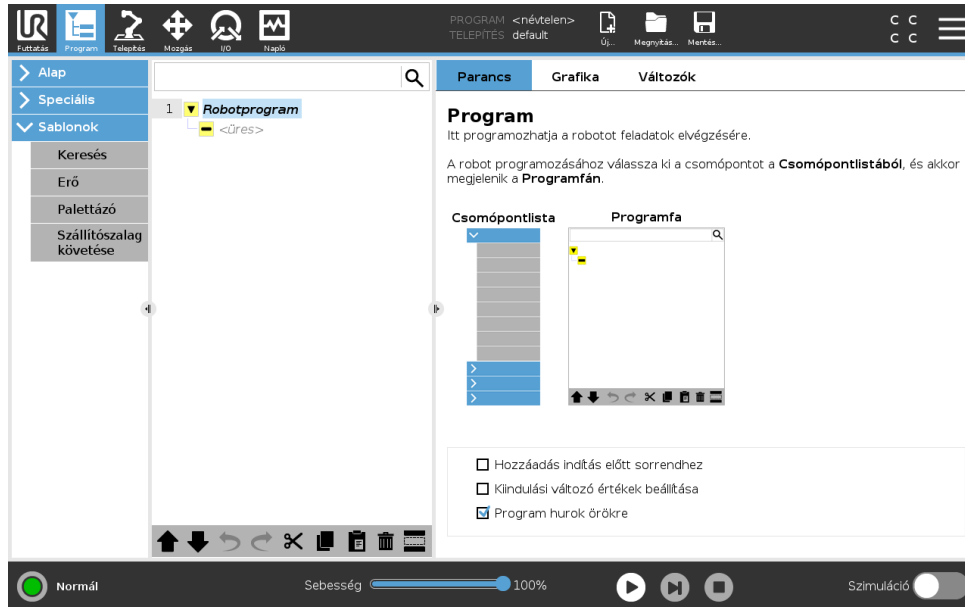 UR
Futtatás
Program
Telepítés
Mozgás
I/O
Napló
PROGRAM <névtelen>
TELEPÍTÉS default
Új...
Megnyitás...
Mentés...
C C
C C
Alap
Speciális
Sablonok
Keresés
Erő
Palettázó
Szállítószalag
követése
1 Robotprogram
<üres>
Parancs
Grafika
Változók
Program
Itt programozhatja a robotot feladatok elvégzésére.
A robot programozásához válassza ki a csomópontot a Csomópontlistából, és akkor
megjelenik a Programfán.
Csomópontlista
Programfa
Hozzáadás indítás előtt sorrendhez
Kiindulási változó értékek beállítása
Program hurok örökre
Normál
Sebesség
100%
Szimuláció